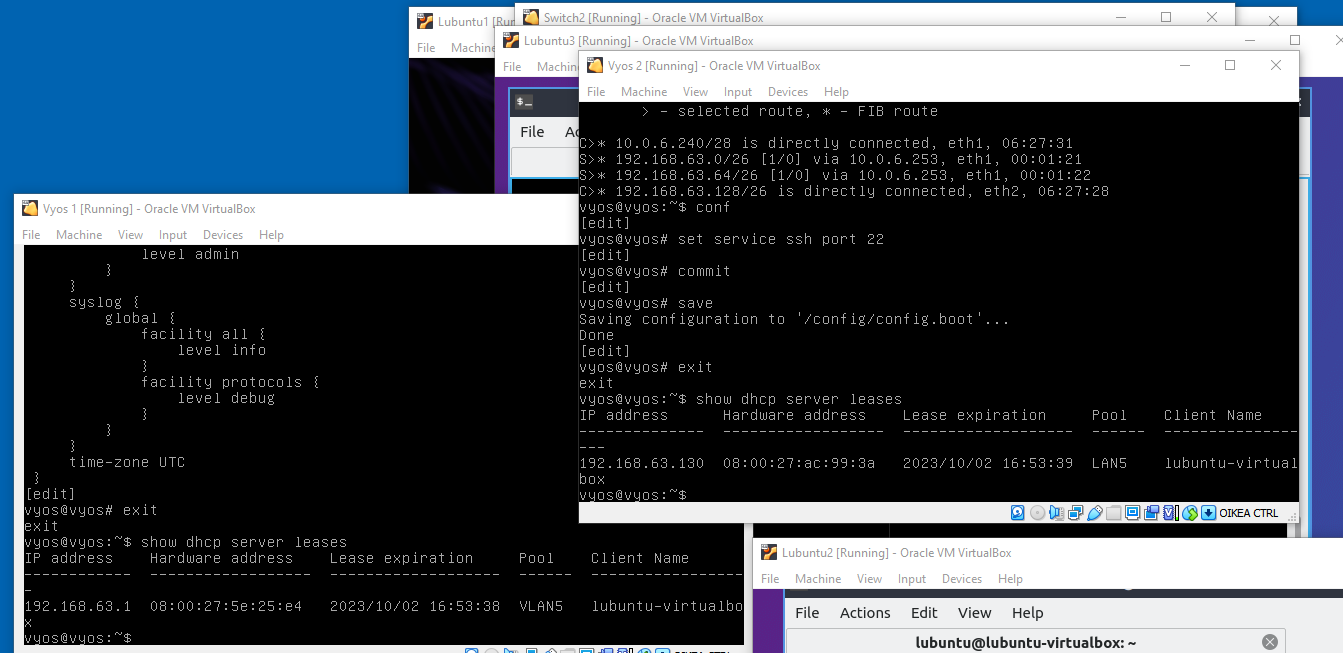 Lubuntu1 [Run
File Machine
Switch2 [Running] - Oracle VM VirtualBox
Lubuntu3 [Running] - Oracle VM VirtualBox
File Machin
$_
File Ac
Vyos 2 [Running] - Oracle VM VirtualBox
File Machine View Input Devices Help
> - selected route, * - FIB route
C>* 10.0.6.240/28 is directly connected, eth1, 06:27:31
S>* 192.168.63.0/26 [1/0] via 10.0.6.253, eth1, 00:01:21
S>* 192.168.63.64/26 [1/0] via 10.0.6.253, eth1, 00:01:22
C>* 192.168.63.128/26 is directly connected, eth2, 06:27:28
vyos@vyos:~$ conf
[edit]
vyos@vyos# set service ssh port 22
[edit]
vyos@vyos# commit
[edit]
vyos@vyos# save
Saving configuration to '/config/config.boot'...
Done
[edit]
vyos@vyos# exit
exit
vyos@vyos:~$ show dhcp server leases
IP address Hardware address Lease expiration Pool Client Name
-------------- ------------------ ------------------- ------ ---------------
---
192.168.63.130 08:00:27:ac:99:3a 2023/10/02 16:53:39 LAN5 lubuntu-virtual
box
vyos@vyos:~$
OIKEA CTRL
Vyos 1 [Running] - Oracle VM VirtualBox
File Machine View Input Devices Help
level admin
}
}
syslog {
global {
facility all {
level info
}
facility protocols {
level debug
}
}
}
time-zone UTC
}
[edit]
vyos@vyos# exit
exit
vyos@vyos:~$ show dhcp server leases
IP address Hardware address Lease expiration Pool Client Name
------------ ------------------ ------------------- ------ -----------------
-
192.168.63.1 08:00:27:5e:25:e4 2023/10/02 16:53:38 VLAN5 lubuntu-virtualbo
x
vyos@vyos:~$
Lubuntu2 [Running] - Oracle VM VirtualBox
File Machine View Input Devices Help
File Actions Edit View Help
lubuntu@lubuntu-virtualbox: ~